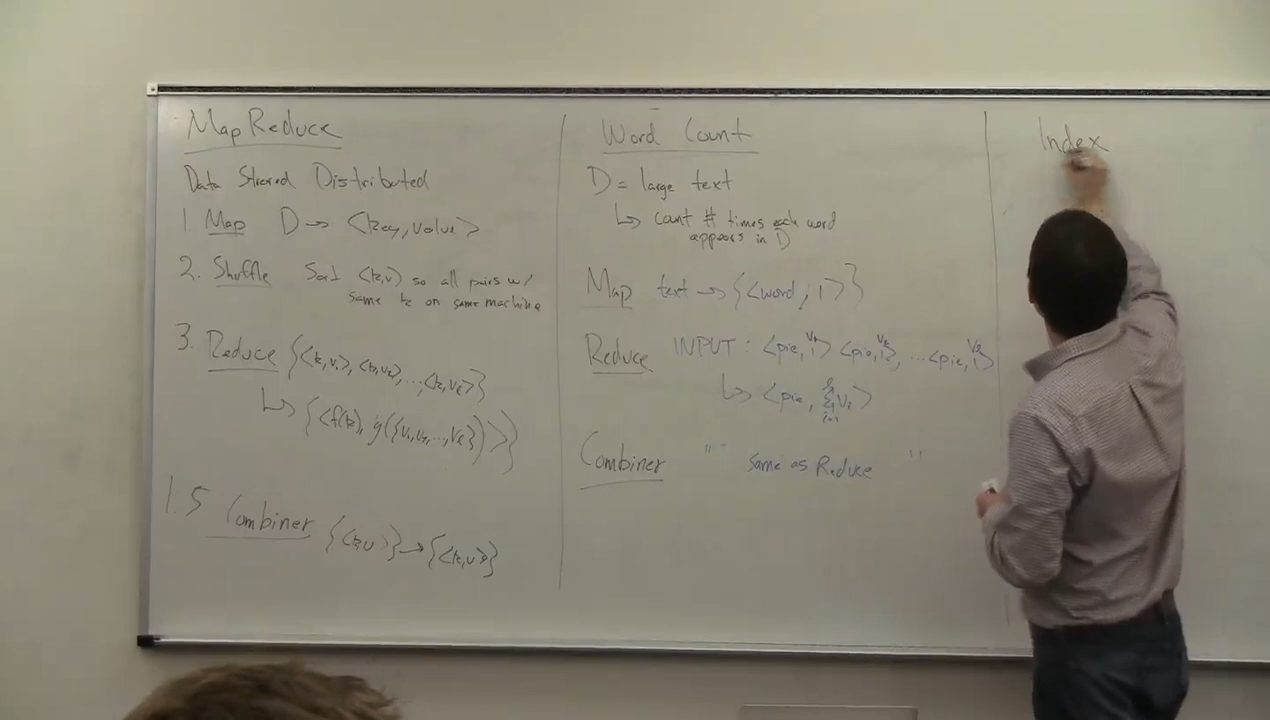 MapReduce
Data Stored Distributed
1. Map D → <key, value>
2. Shuffle Sort <k,v> so all pairs w/
same k on same machine
3. Reduce {<k,v₁>, <k,v₂>, ..., <k,vℓ>}
↳ {<f(k), g({v₁,v₂,...,vℓ})>}
1.5 Combiner {<k,v>} → {<k,v>}
Word Count
D = large text
↳ count # times each word
appears in D
Map text → {<word, 1>}
Reduce INPUT: <pie, 1> <pie, 1>, ... <pie, 1>
↳ <pie, Σ vᵢ>
Combiner " Same as Reduce "
Index